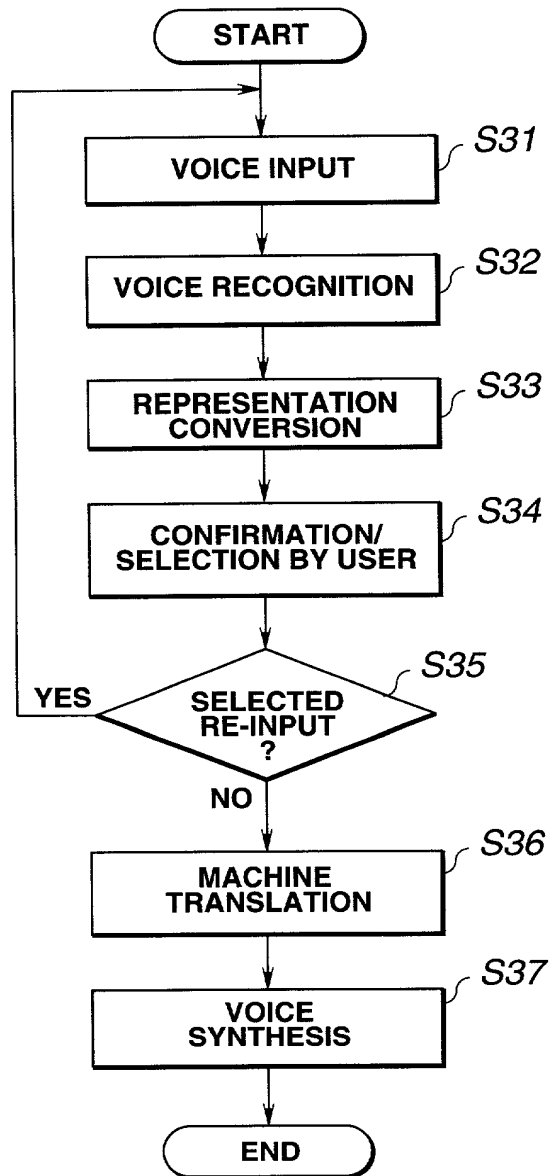 START
VOICE INPUT
S31
VOICE RECOGNITION
S32
REPRESENTATION
CONVERSION
S33
CONFIRMATION/
SELECTION BY USER
S34
SELECTED
RE-INPUT
?
S35
YES
NO
MACHINE
TRANSLATION
S36
VOICE
SYNTHESIS
S37
END